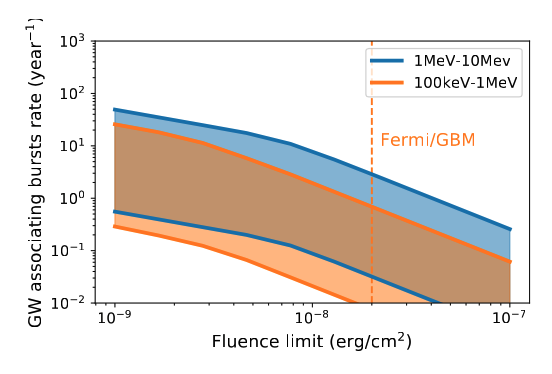 GW associating bursts rate (year⁻¹)
10³
10²
10¹
10⁰
10⁻¹
10⁻²
1MeV-10Mev
100keV-1MeV
Fermi/GBM
10⁻⁹
10⁻⁸
10⁻⁷
Fluence limit (erg/cm²)